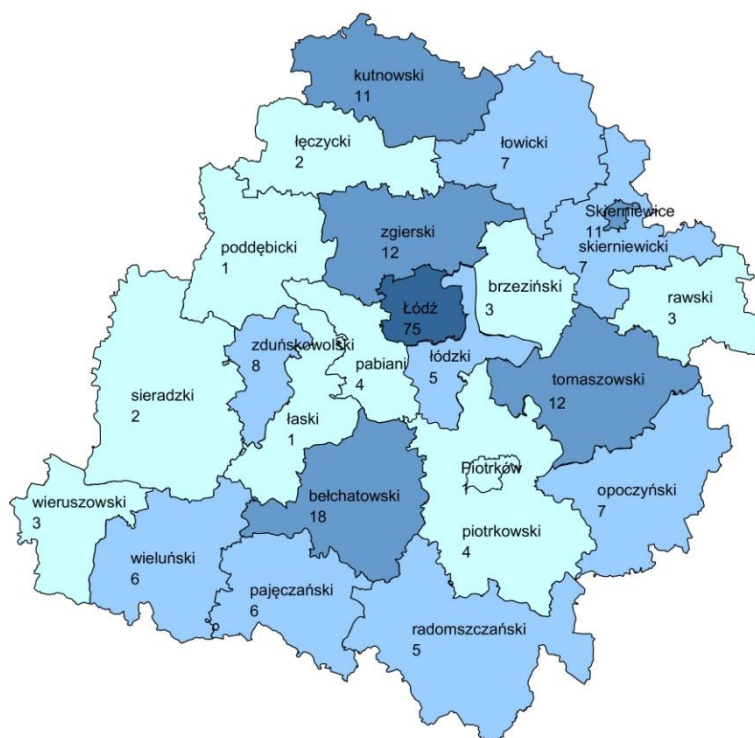 kutnowski
11
łęczycki
2
łowicki
7
Skierniewice
11
skierniewicki
7
zgierski
12
poddębicki
1
brzeziński
3
rawski
3
Łódź
75
zduńskowolski
8
pabiani
4
łódzki
5
tomaszowski
12
sieradzki
2
łaski
1
Piotrków
1
opoczyński
7
bełchatowski
18
wieruszowski
3
piotrkowski
4
wieluński
6
pajęczański
6
radomszczański
5